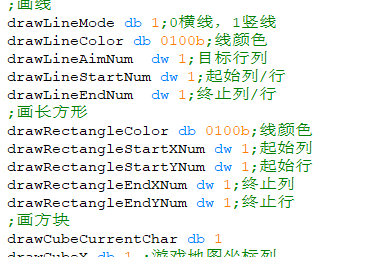 ;画线
drawLineMode db 1;0横线，1竖线
drawLineColor db 0100b;线颜色
drawLineAimNum  dw 1;目标行列
drawLineStartNum dw 1;起始列/行
drawLineEndNum  dw 1;终止列/行
;画长方形
drawRectangleColor db 0100b;线颜色
drawRectangleStartXNum dw 1;起始列
drawRectangleStartYNum dw 1;起始行
drawRectangleEndXNum dw 1;终止列
drawRectangleEndYNum dw 1;终止行
;画方块
drawCubeCurrentChar db 1
drawCubeX db 1 ;游戏地图坐标列